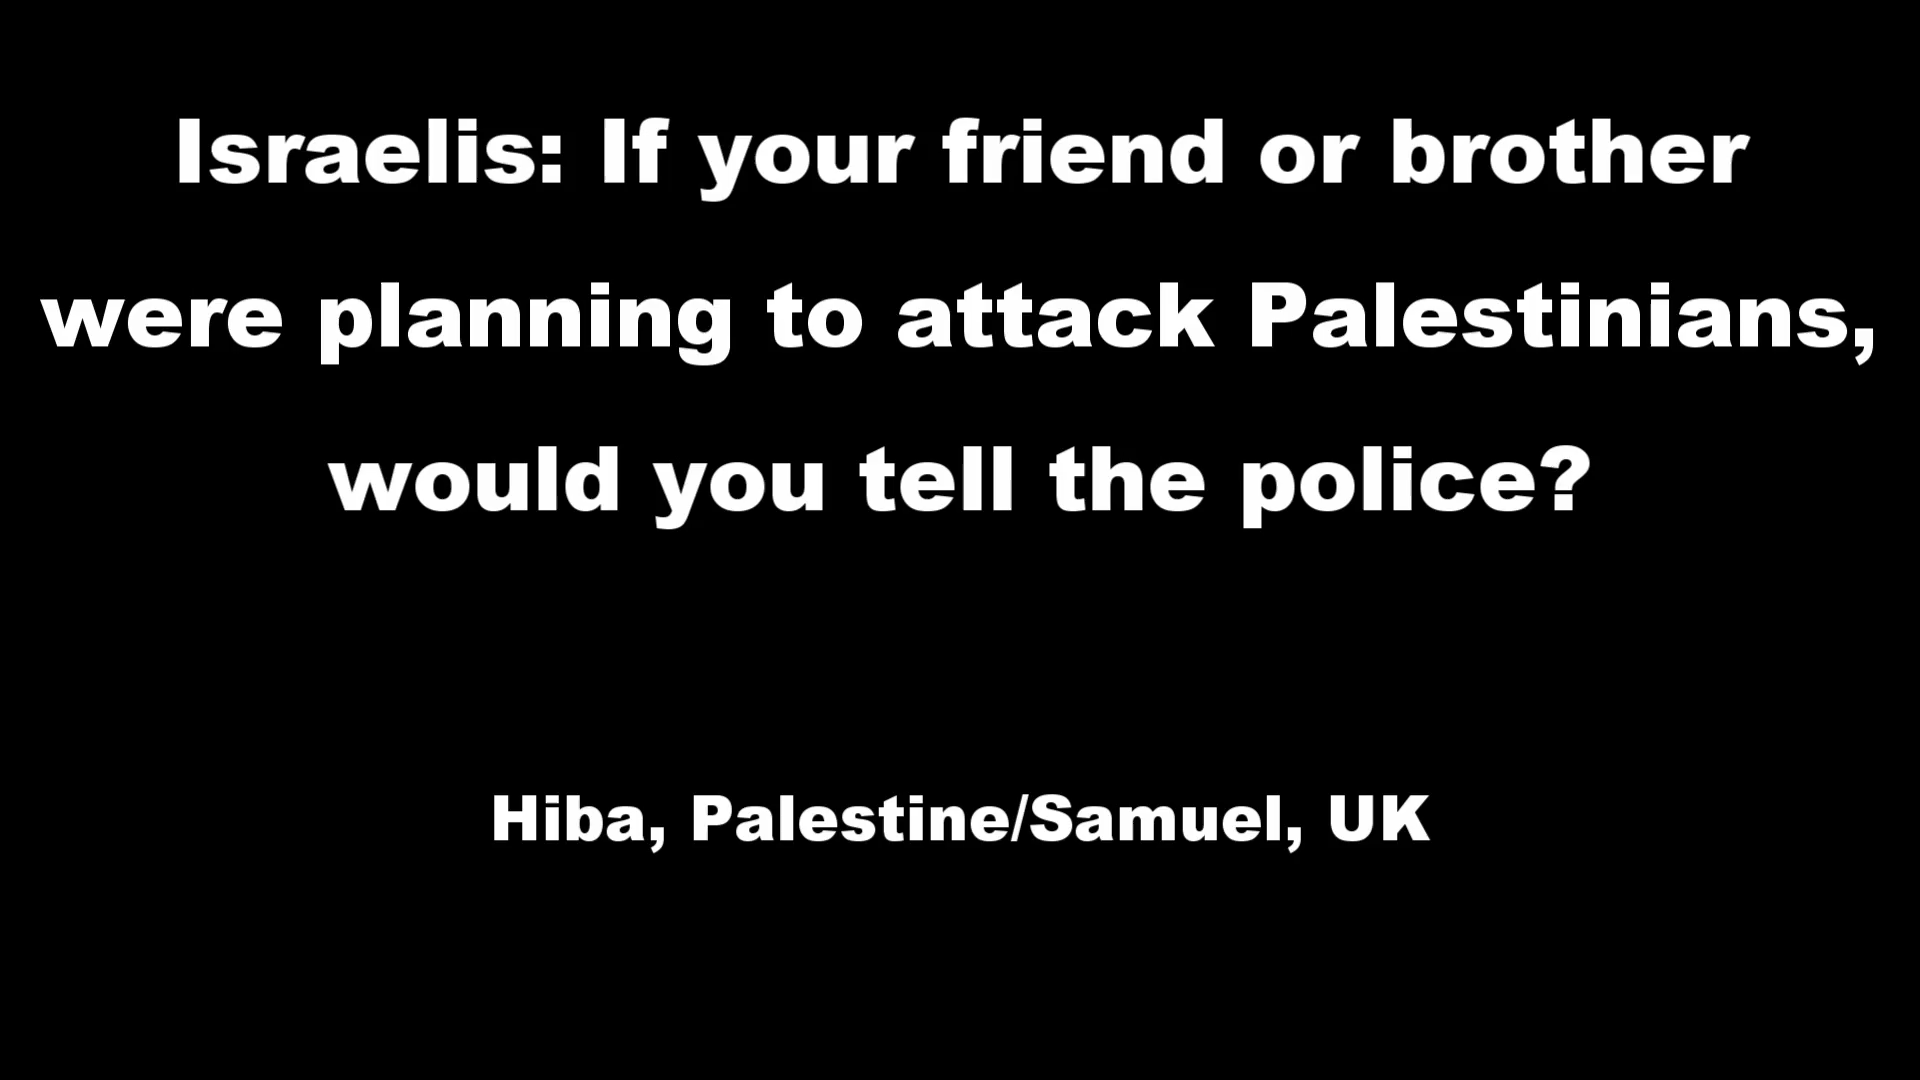 Israelis: If your friend or brother
were planning to attack Palestinians,
would you tell the police?
Hiba, Palestine/Samuel, UK